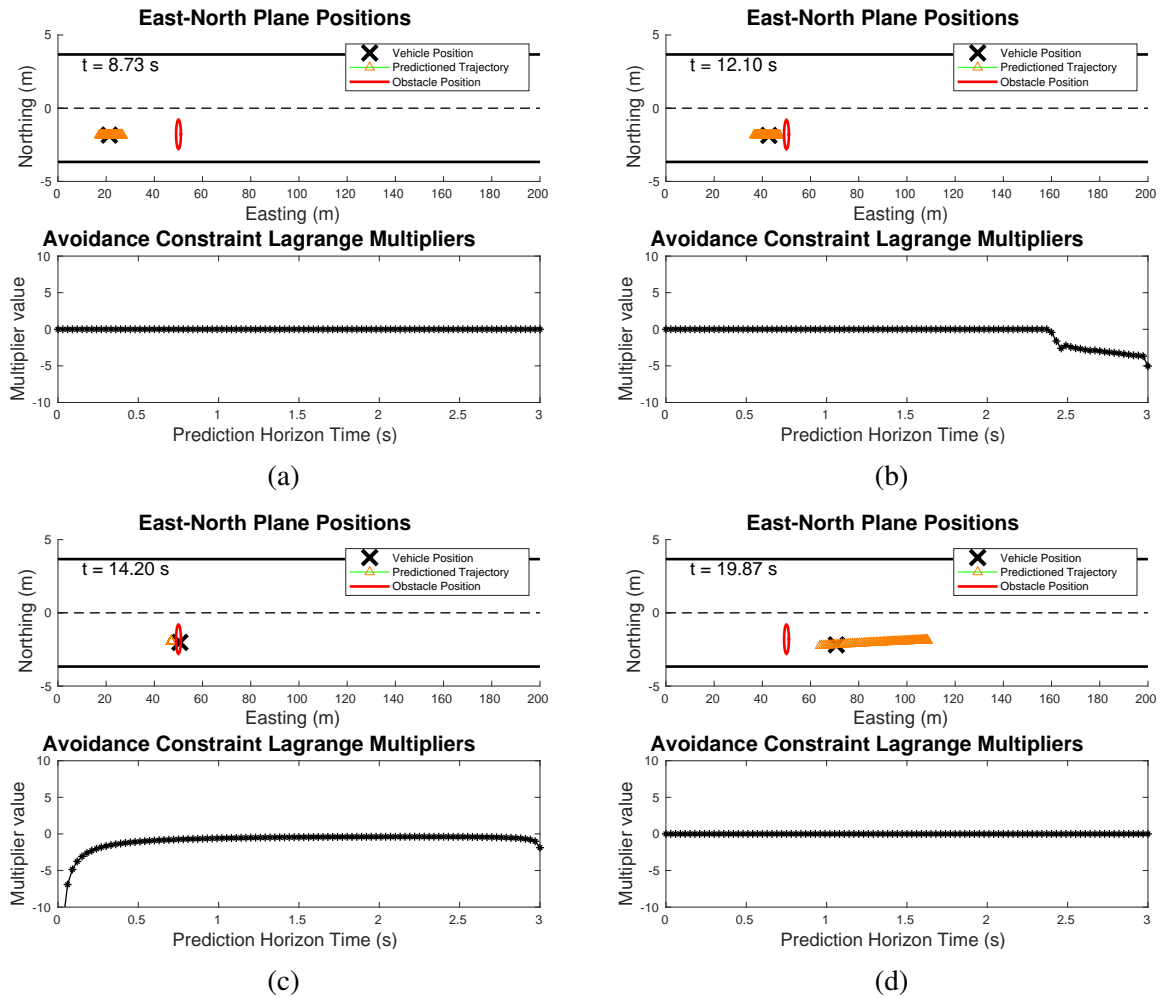 East-North Plane Positions
5
0
-5
Northing (m)
t = 8.73 s
Vehicle Position
Predictioned Trajectory
Obstacle Position
0 20 40 60 80 100 120 140 160 180 200
Easting (m)
Avoidance Constraint Lagrange Multipliers
10
5
0
-5
-10
Multiplier value
0 0.5 1 1.5 2 2.5 3
Prediction Horizon Time (s)
(a)
East-North Plane Positions
5
0
-5
Northing (m)
t = 12.10 s
Vehicle Position
Predictioned Trajectory
Obstacle Position
0 20 40 60 80 100 120 140 160 180 200
Easting (m)
Avoidance Constraint Lagrange Multipliers
10
5
0
-5
-10
Multiplier value
0 0.5 1 1.5 2 2.5 3
Prediction Horizon Time (s)
(b)
East-North Plane Positions
5
0
-5
Northing (m)
t = 14.20 s
Vehicle Position
Predictioned Trajectory
Obstacle Position
0 20 40 60 80 100 120 140 160 180 200
Easting (m)
Avoidance Constraint Lagrange Multipliers
10
5
0
-5
-10
Multiplier value
0 0.5 1 1.5 2 2.5 3
Prediction Horizon Time (s)
(c)
East-North Plane Positions
5
0
-5
Northing (m)
t = 19.87 s
Vehicle Position
Predictioned Trajectory
Obstacle Position
0 20 40 60 80 100 120 140 160 180 200
Easting (m)
Avoidance Constraint Lagrange Multipliers
10
5
0
-5
-10
Multiplier value
0 0.5 1 1.5 2 2.5 3
Prediction Horizon Time (s)
(d)